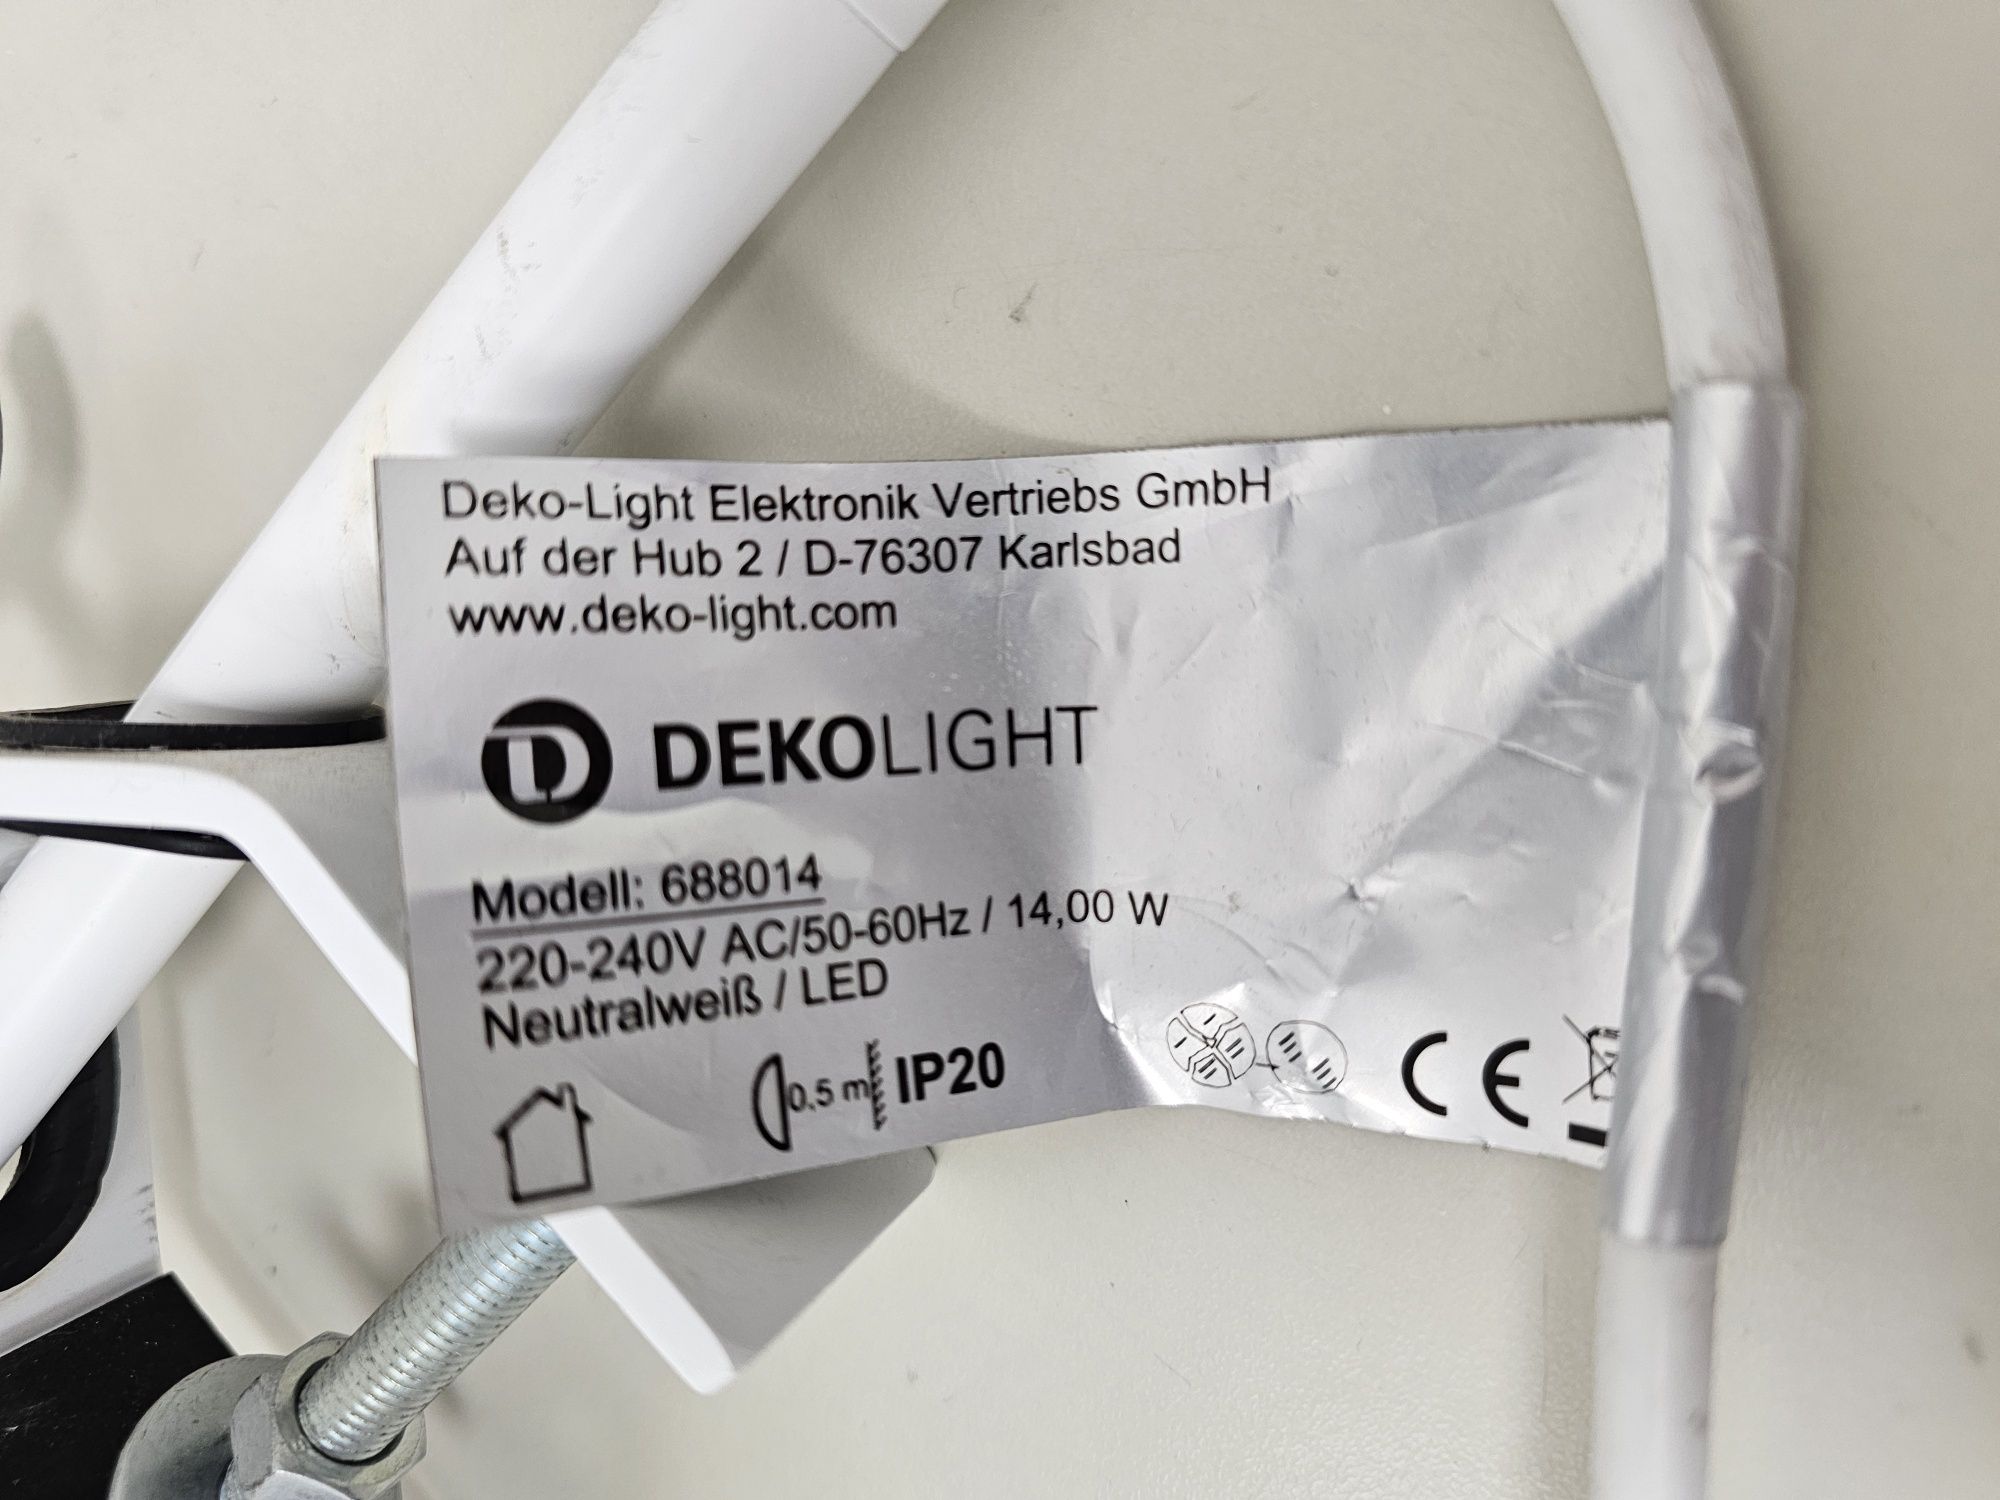 Deko-Light Elektronik Vertriebs GmbH
Auf der Hub 2 / D-76307 Karlsbad
www.deko-light.com
DEKOLIGHT
Modell: 688014
220-240V AC/50-60Hz / 14,00 W
Neutralweiß / LED
0,5 m IP20
CE